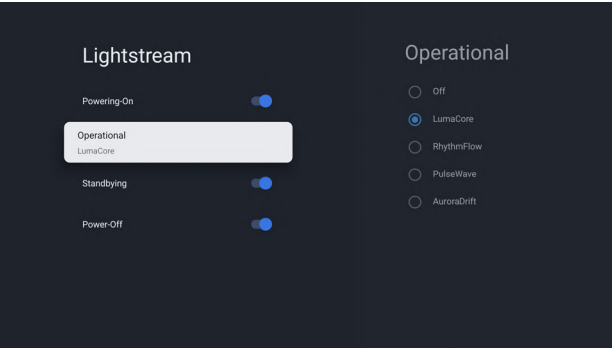 Lightstream
Powering-On
Operational
LumaCore
Standbying
Power-Off
Operational
Off
LumaCore
RhythmFlow
PulseWave
AuroraDrift